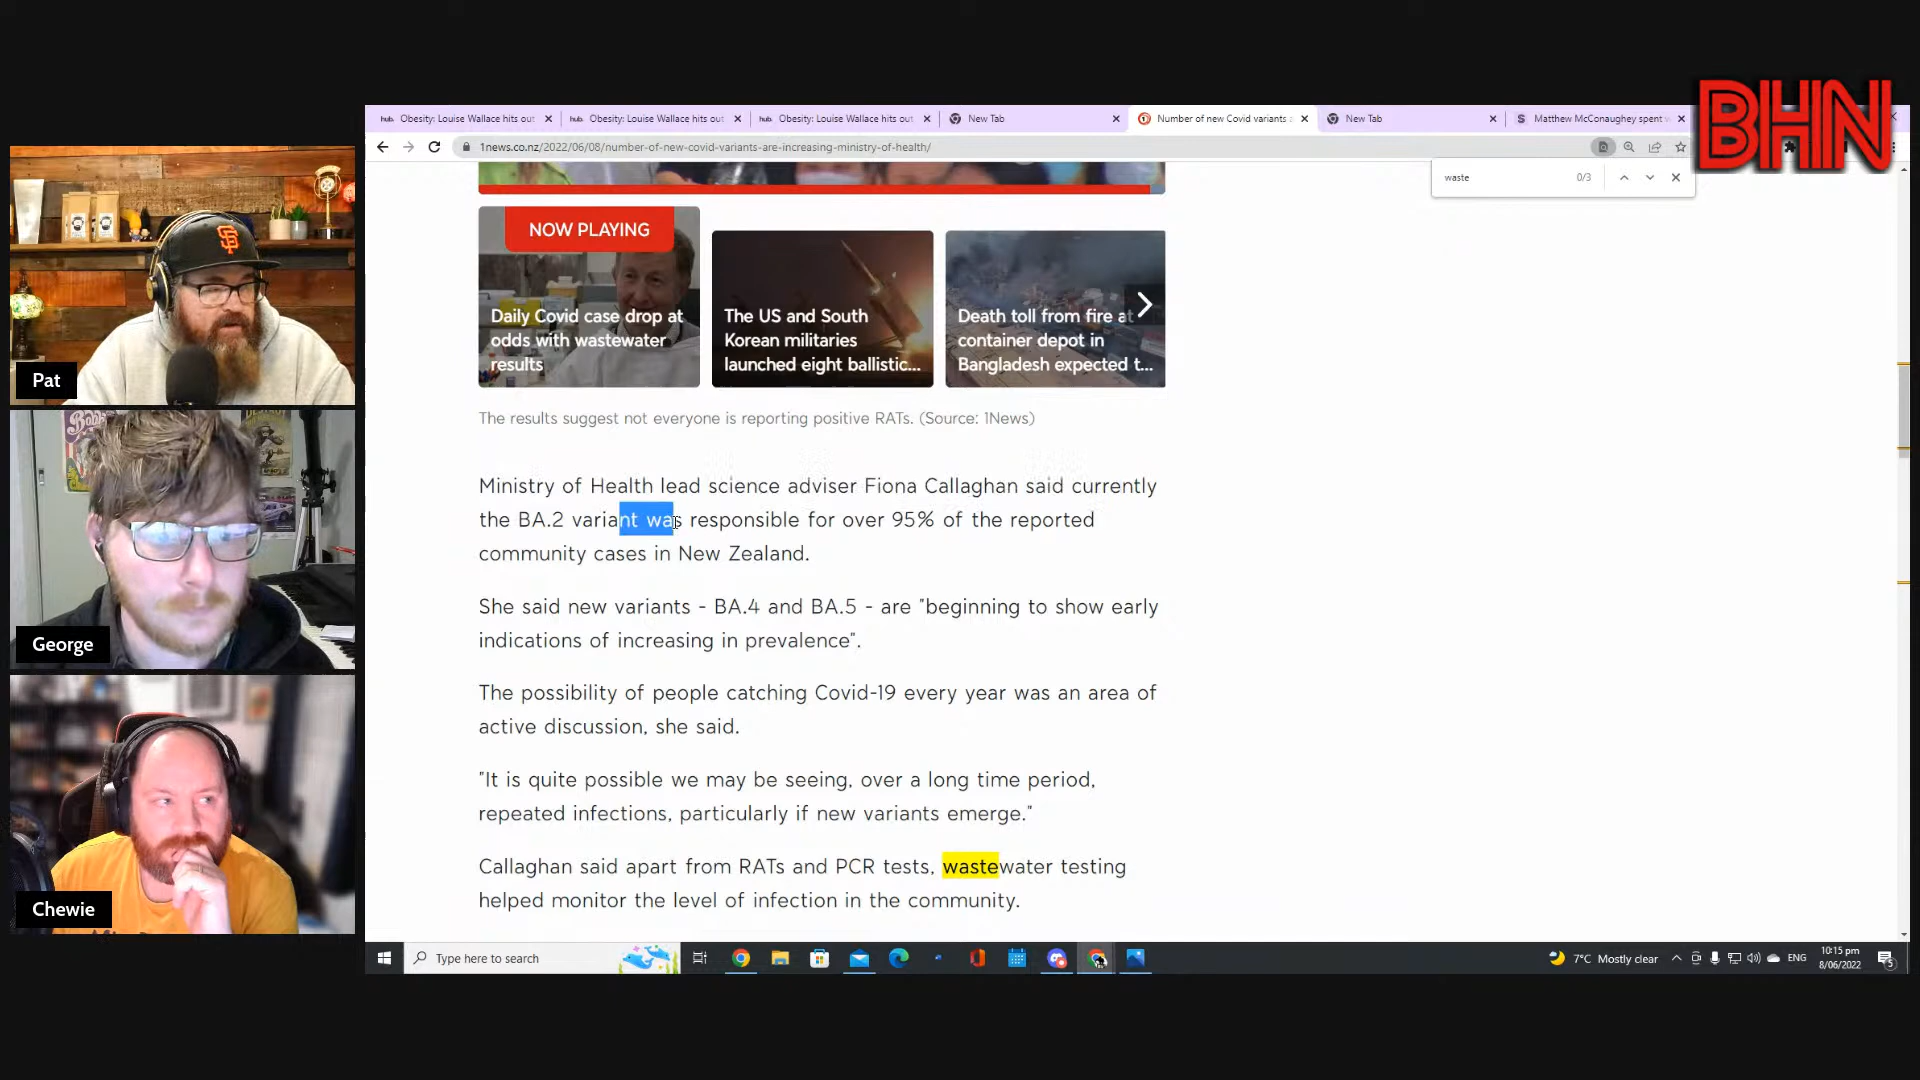 BHN
Obesity: Louise Wallace hits out
Obesity: Louise Wallace hits out
Obesity: Louise Wallace hits out
New Tab
Number of new Covid variants a
New Tab
Matthew McConaughey spent w
1news.co.nz/2022/06/08/number-of-new-covid-variants-are-increasing-ministry-of-health/
waste
0/3
NOW PLAYING
Daily Covid case drop at
odds with wastewater
results
The US and South
Korean militaries
launched eight ballistic...
Death toll from fire at
container depot in
Bangladesh expected t...
The results suggest not everyone is reporting positive RATs. (Source: 1News)
Ministry of Health lead science adviser Fiona Callaghan said currently
the BA.2 variant was responsible for over 95% of the reported
community cases in New Zealand.
She said new variants - BA.4 and BA.5 - are "beginning to show early
indications of increasing in prevalence".
The possibility of people catching Covid-19 every year was an area of
active discussion, she said.
"It is quite possible we may be seeing, over a long time period,
repeated infections, particularly if new variants emerge."
Callaghan said apart from RATs and PCR tests, wastewater testing
helped monitor the level of infection in the community.
Pat
George
Chewie
Type here to search
7°C Mostly clear
ENG
10:15 pm
8/06/2022
5